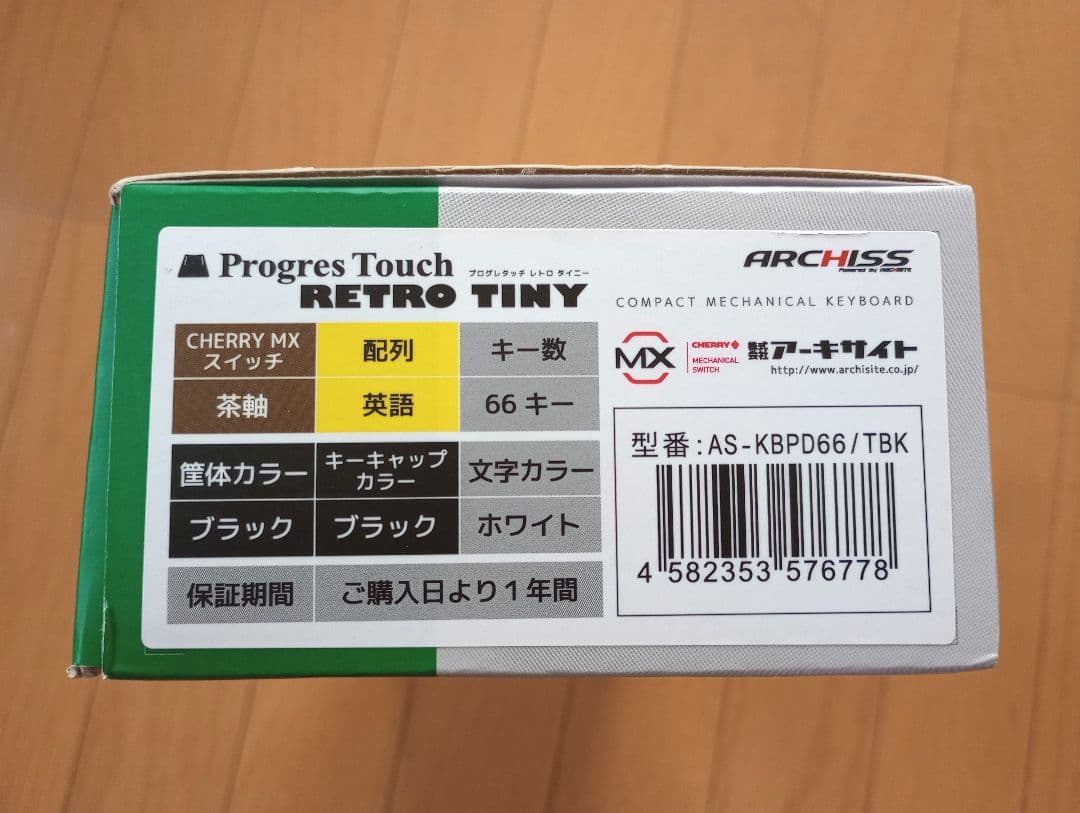 Progres Touch
プログレタッチ レトロ タイニー
RETRO TINY
ARCHISS
Powered by ARCHISITE
COMPACT MECHANICAL KEYBOARD
CHERRY MX スイッチ
配列
キー数
茶軸
英語
66 キー
筐体カラー
キーキャップ カラー
文字カラー
ブラック
ブラック
ホワイト
保証期間
ご購入日より1年間
MX
CHERRY
MECHANICAL
SWITCH
株式会社 アーキサイト
http://www.archisite.co.jp/
型番:AS-KBPD66/TBK
4 582353 576778